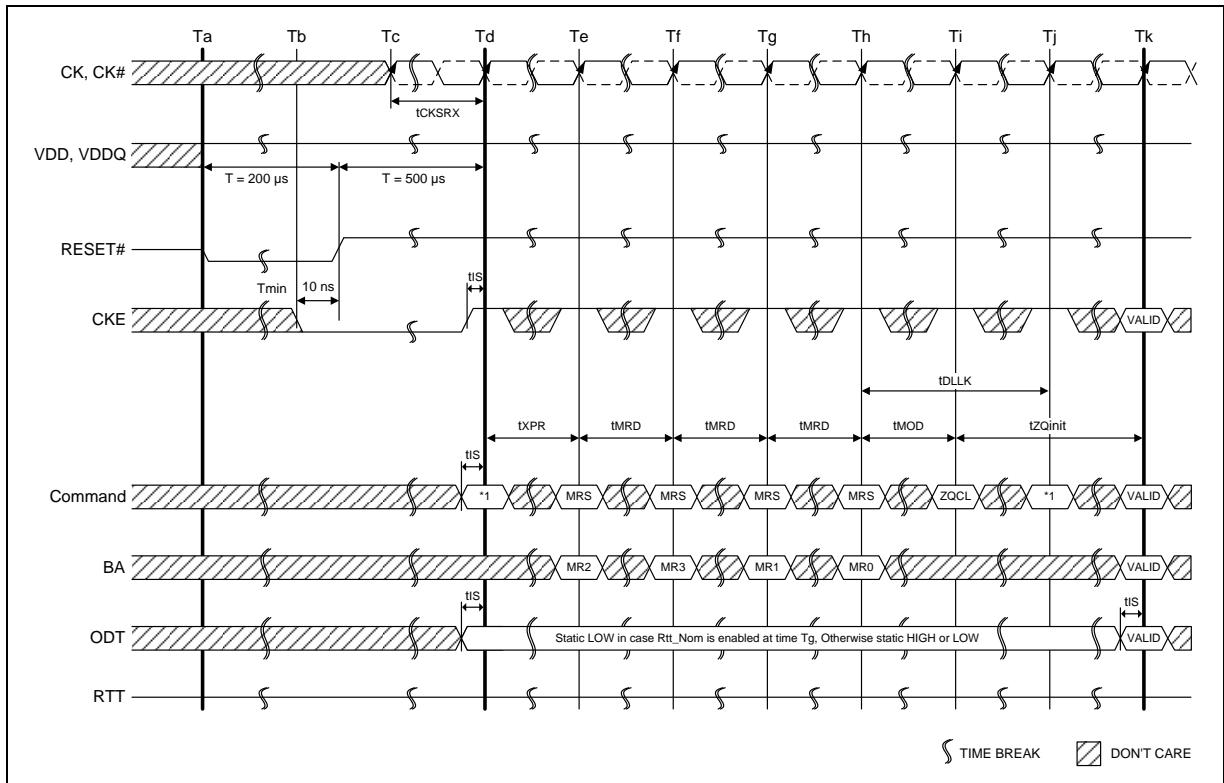 Ta Tb Tc Td Te Tf Tg Th Ti Tj Tk
CK, CK#
tCKSRX
VDD, VDDQ
T = 200 µs T = 500 µs
RESET#
Tmin 10 ns tIS
CKE VALID
tDLLK
tXPR tMRD tMRD tMRD tMOD tZQinit
tIS
Command *1 MRS MRS MRS MRS ZQCL *1 VALID
BA MR2 MR3 MR1 MR0 VALID
tIS tIS
ODT Static LOW in case Rtt_Nom is enabled at time Tg, Otherwise static HIGH or LOW VALID
RTT
TIME BREAK DON'T CARE